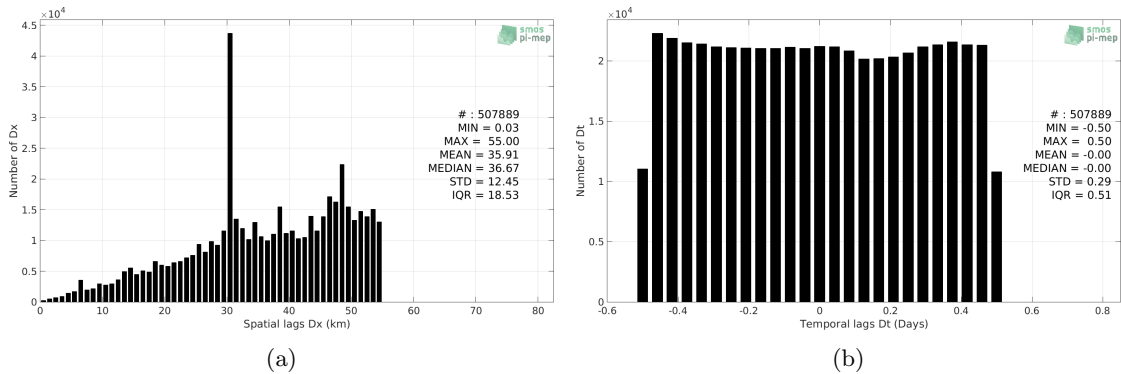 ×10⁴
4.5
4
3.5
3
2.5
2
1.5
1
0.5
0
Number of Dx
smos
pi-mep
# : 507889
MIN = 0.03
MAX = 55.00
MEAN = 35.91
MEDIAN = 36.67
STD = 12.45
IQR = 18.53
0 10 20 30 40 50 60 70 80
Spatial lags Dx (km)
(a)
×10⁴
2
1.5
1
0.5
0
Number of Dt
smos
pi-mep
# : 507889
MIN = -0.50
MAX = 0.50
MEAN = -0.00
MEDIAN = -0.00
STD = 0.29
IQR = 0.51
-0.6 -0.4 -0.2 0 0.2 0.4 0.6 0.8
Temporal lags Dt (Days)
(b)